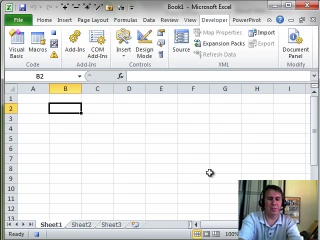 Book1 - Microsoft Excel
File Home Insert Page Layout Formulas Data Review View Developer PowerPivot
Visual Basic
Macros
Add-Ins
COM Add-Ins
Insert
Design Mode
Source
Map Properties
Expansion Packs
Refresh Data
Import
Export
Document Panel
Code Add-Ins Controls XML Modify
B2 fx
A B C D E F G H I
1
2
3
4
5
6
7
8
9
10
11
12
13
Sheet1 Sheet2 Sheet3
Ready 100%